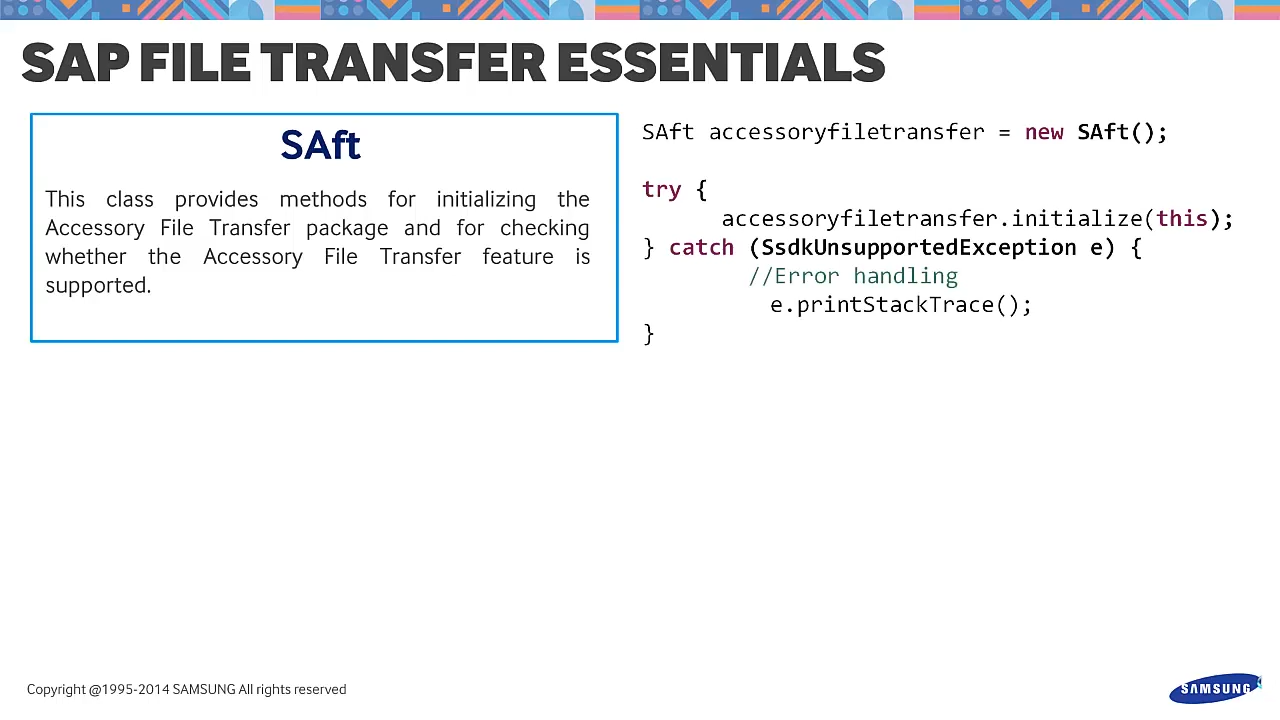 SAP FILE TRANSFER ESSENTIALS
SAft
This class provides methods for initializing the
Accessory File Transfer package and for checking
whether the Accessory File Transfer feature is
supported.
SAft accessoryfiletransfer = new SAft();
try {
accessoryfiletransfer.initialize(this);
} catch (SsdkUnsupportedException e) {
//Error handling
e.printStackTrace();
}
Copyright @1995-2014 SAMSUNG All rights reserved
SAMSUNG